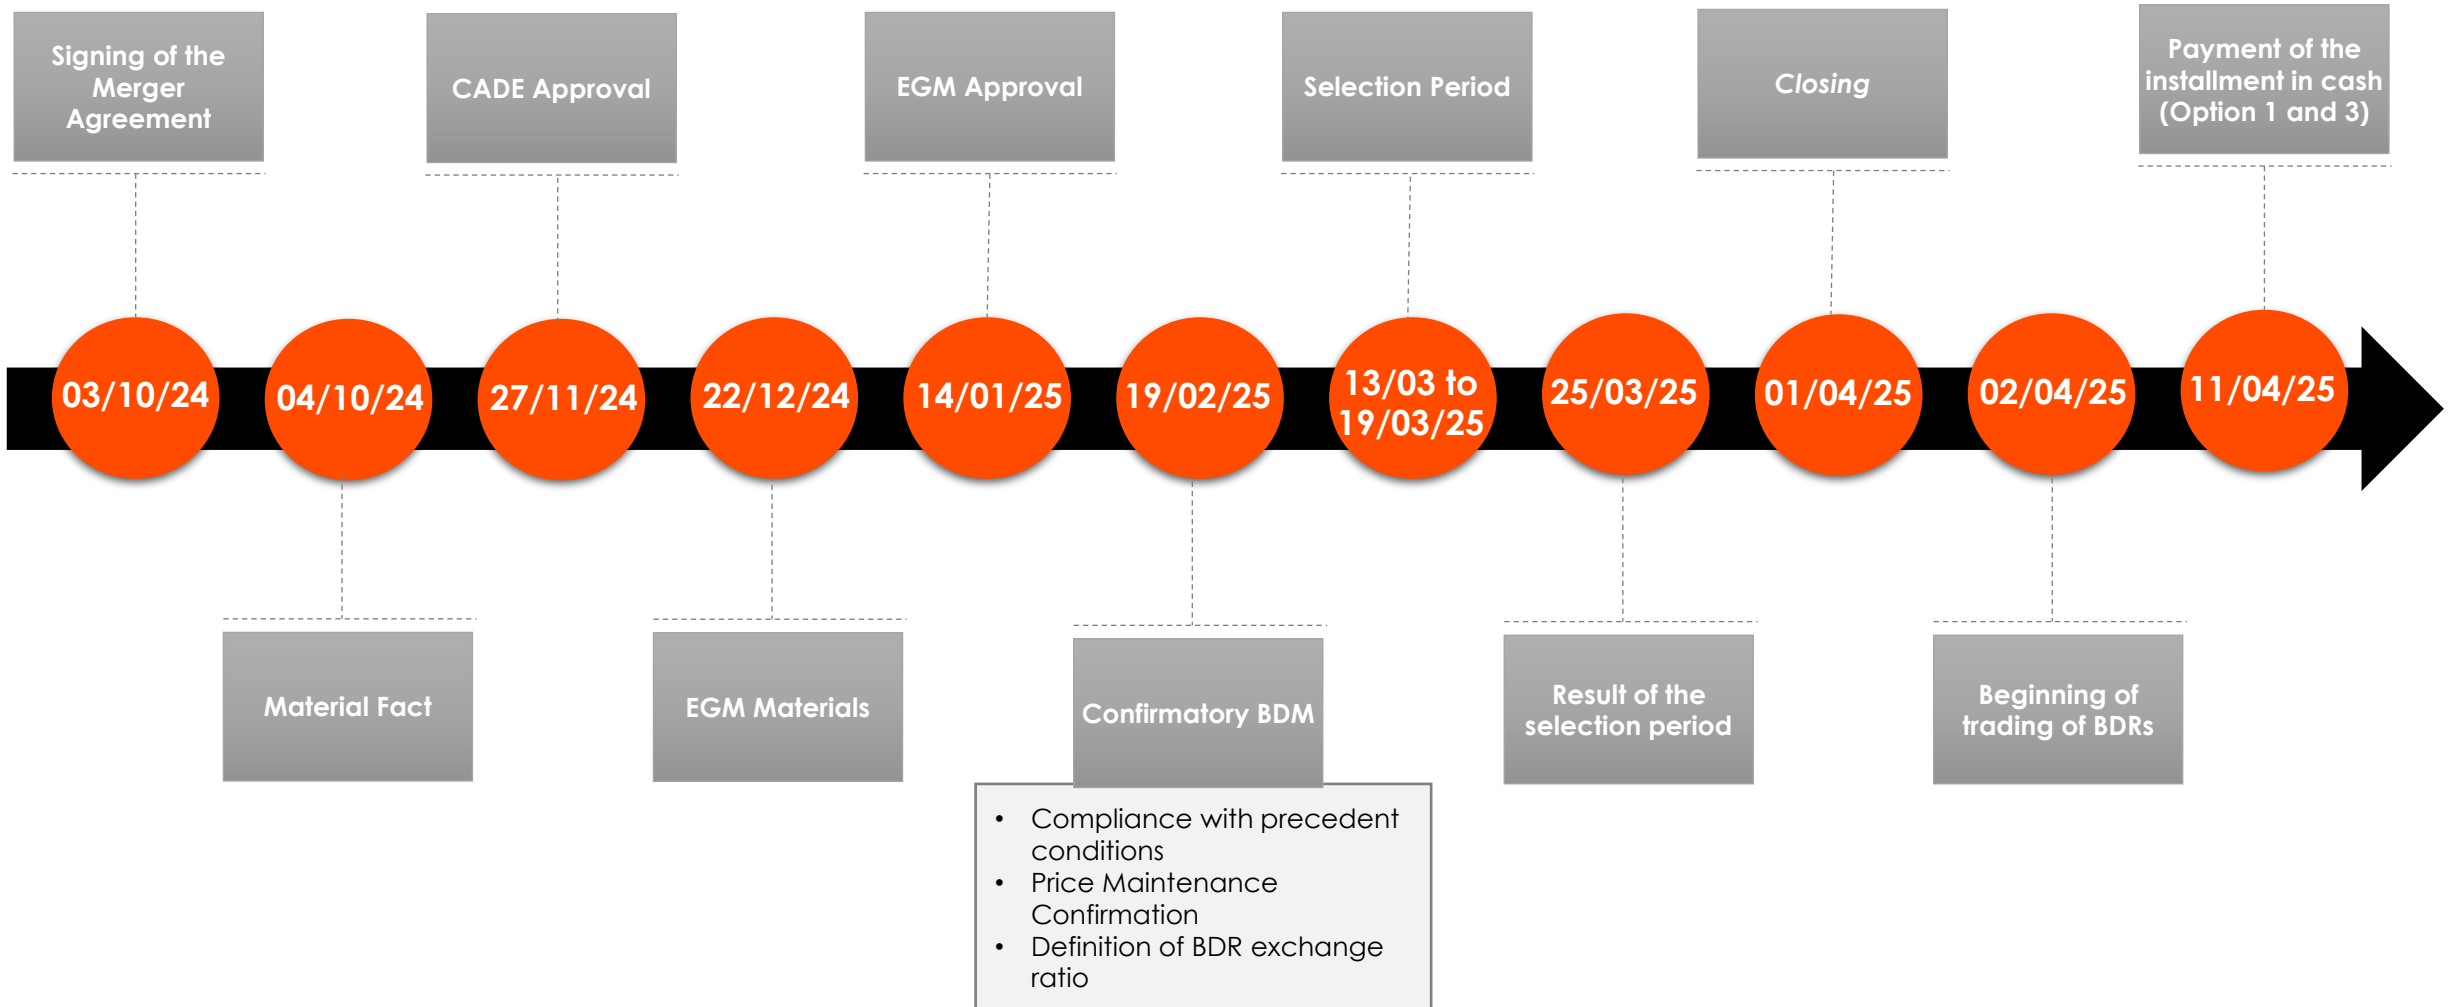 Signing of the
Merger
Agreement
CADE Approval
EGM Approval
Selection Period
Closing
Payment of the
installment in cash
(Option 1 and 3)
03/10/24
04/10/24
27/11/24
22/12/24
14/01/25
19/02/25
13/03 to
19/03/25
25/03/25
01/04/25
02/04/25
11/04/25
Material Fact
EGM Materials
Confirmatory BDM
Result of the
selection period
Beginning of
trading of BDRs
• Compliance with precedent
conditions
• Price Maintenance
Confirmation
• Definition of BDR exchange
ratio